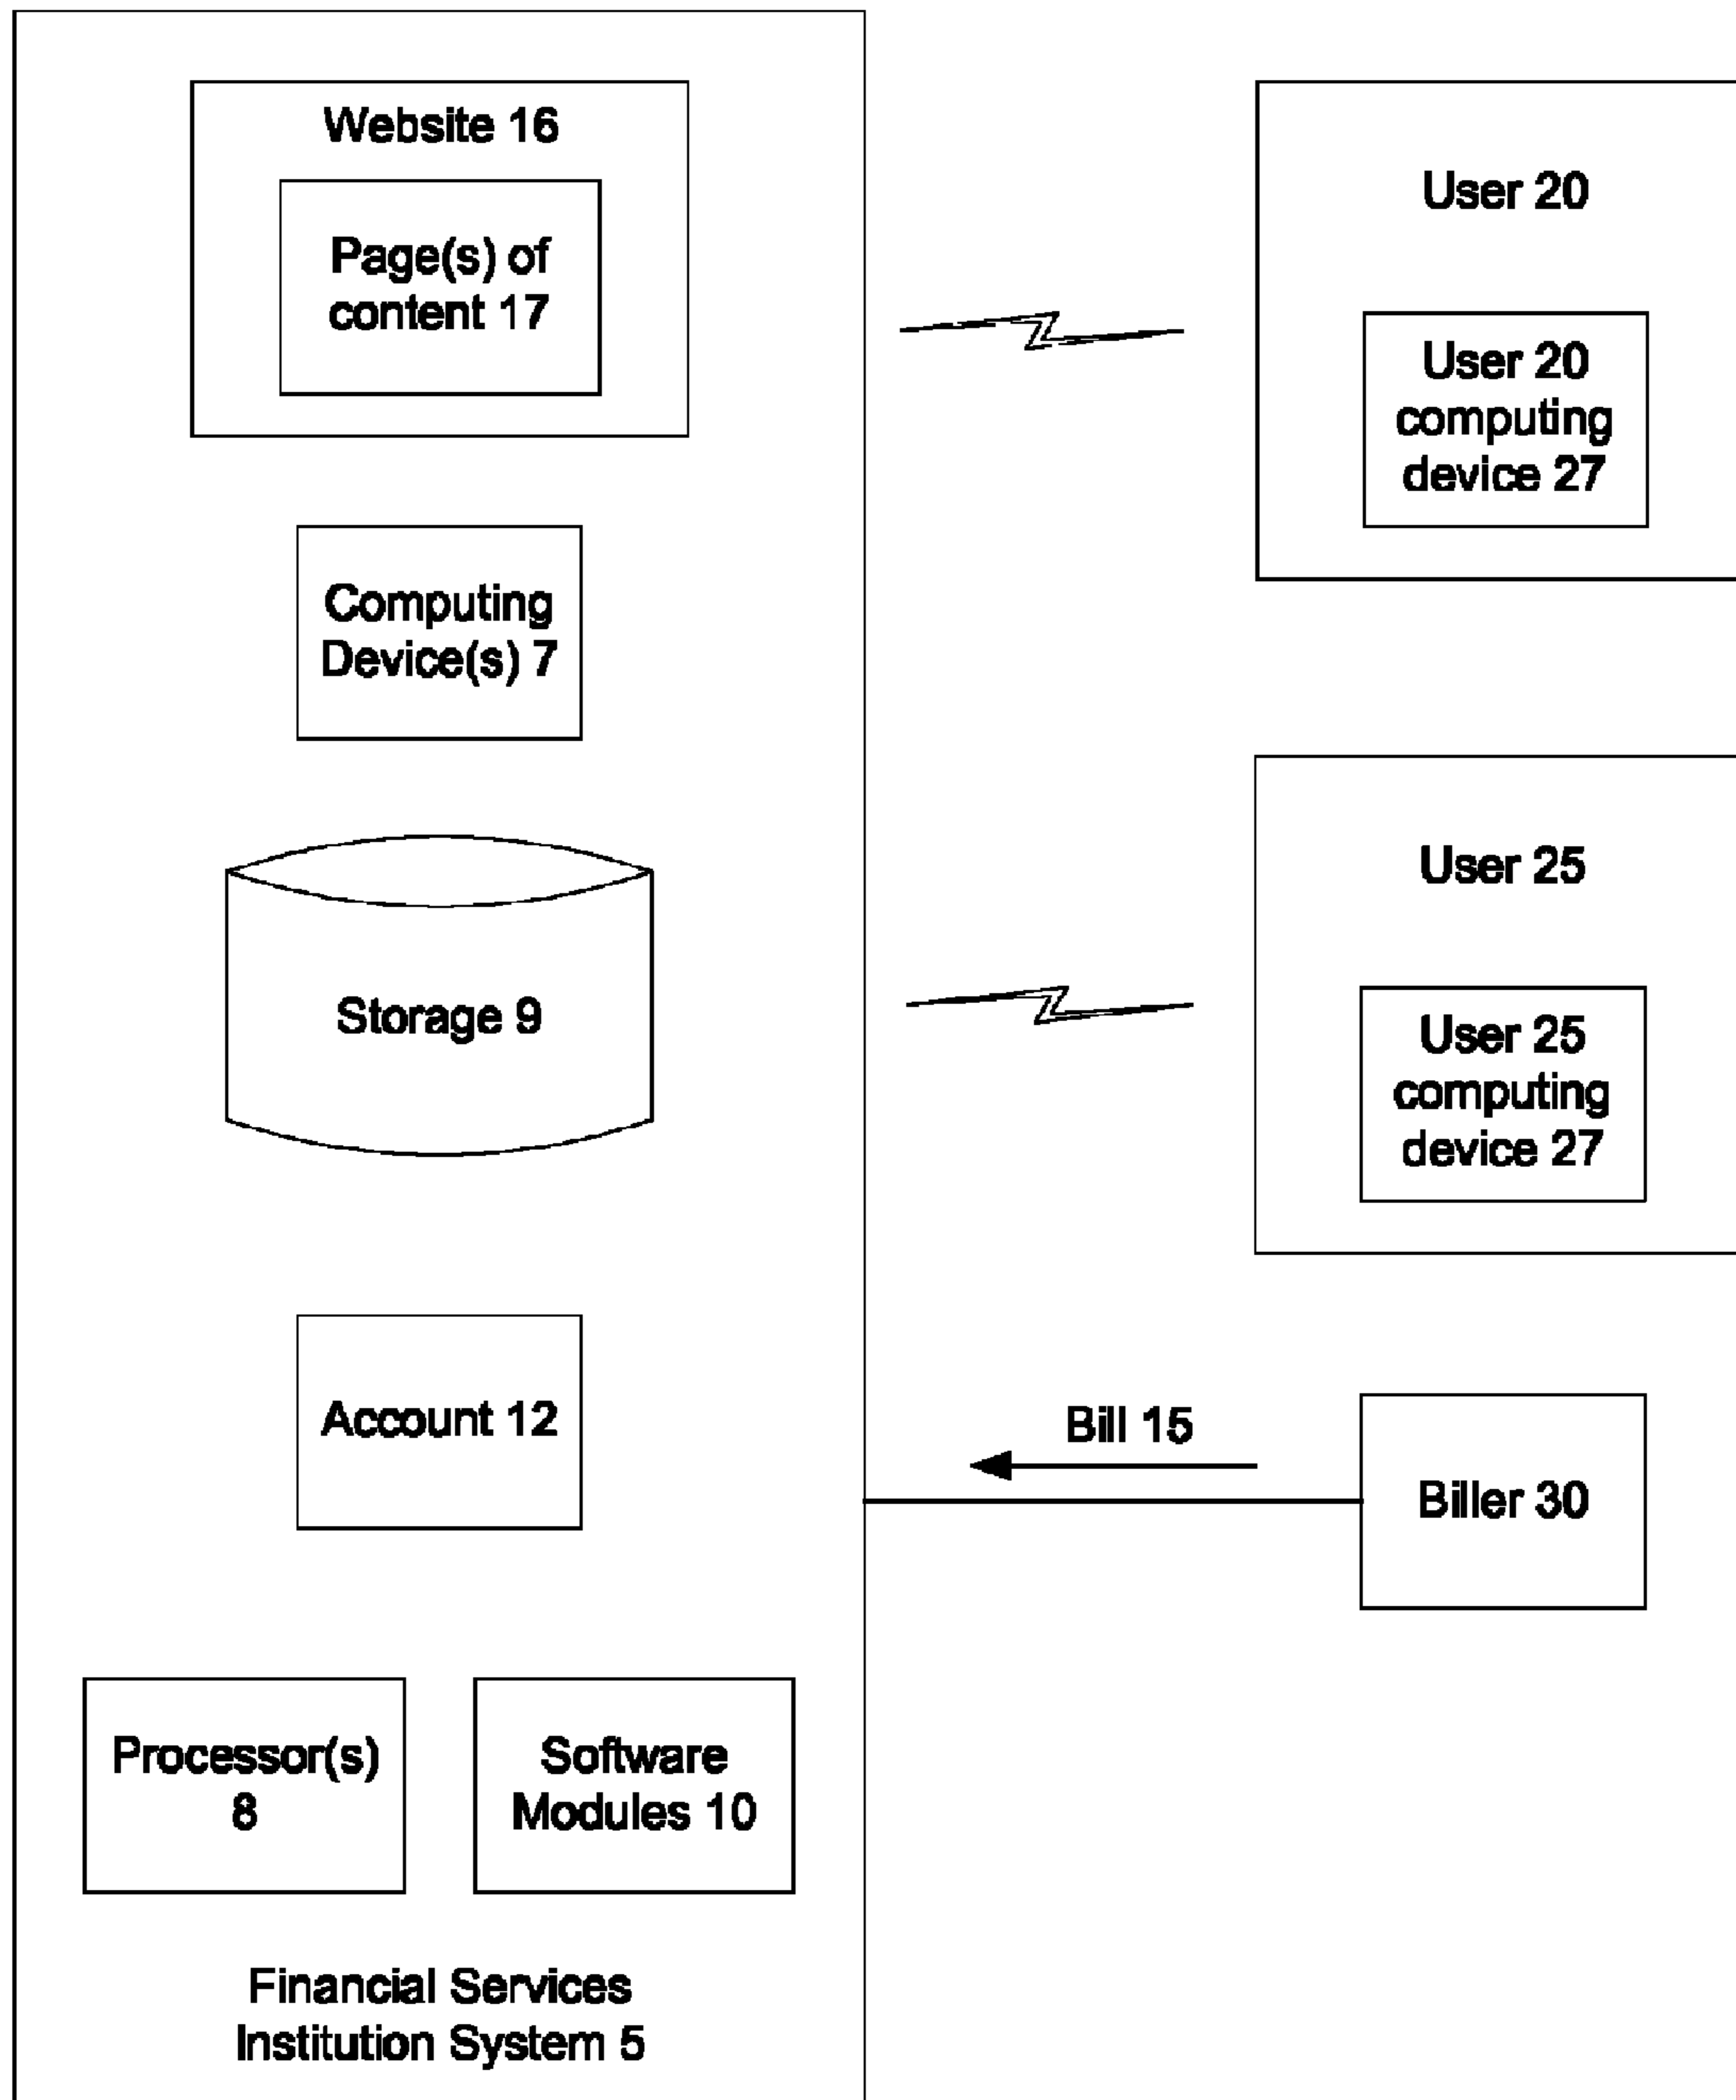 Website 16
Page(s) of
content 17
Computing
Device(s) 7
Storage 9
Account 12
Processor(s)
8
Software
Modules 10
Financial Services
Institution System 5
User 20
User 20
computing
device 27
User 25
User 25
computing
device 27
Bill 15
Biller 30